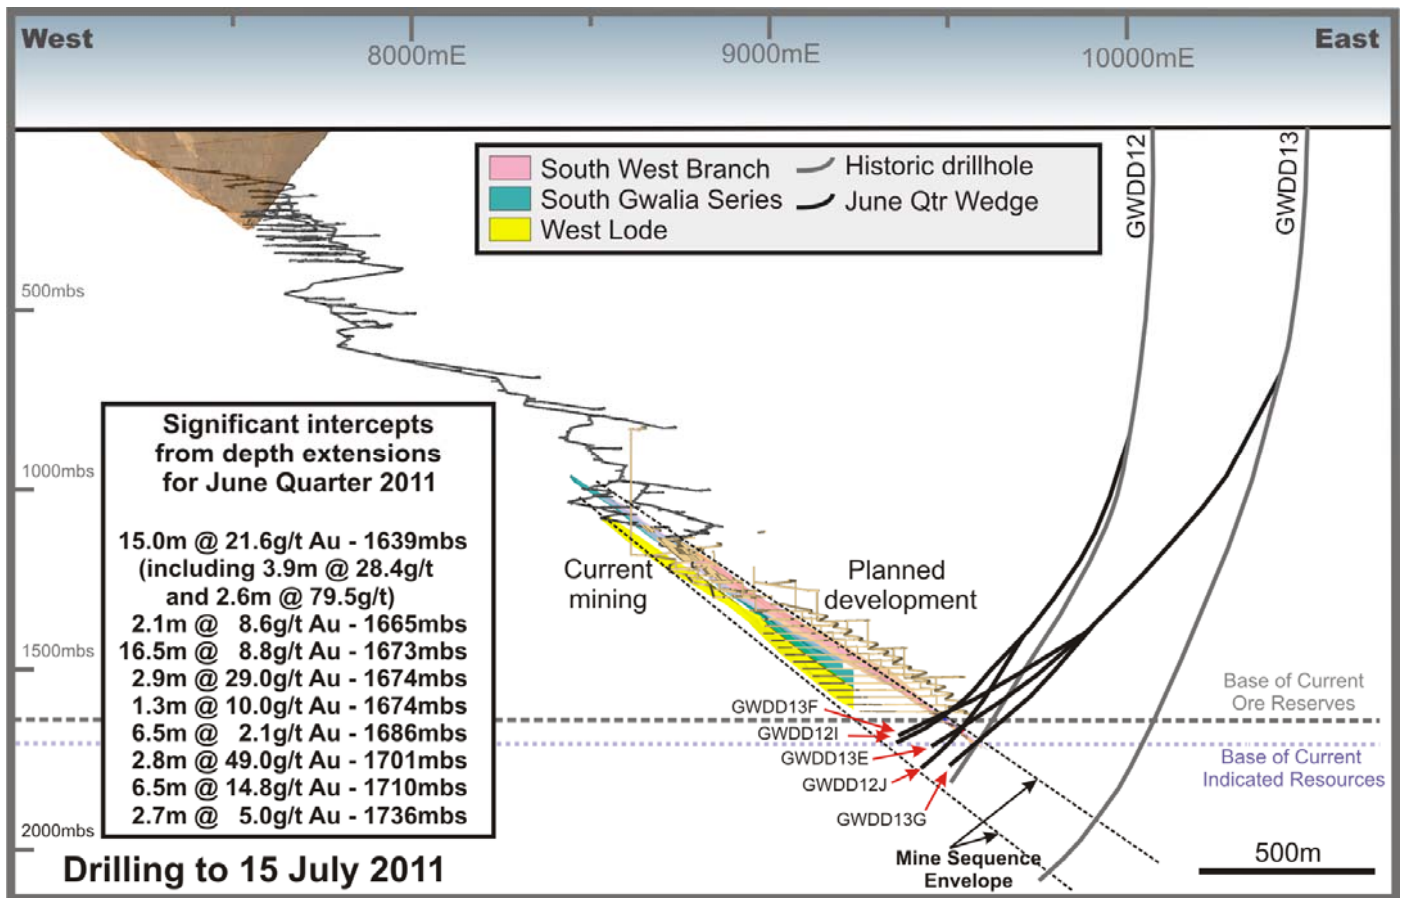 West
East
8000mE
9000mE
10000mE
South West Branch
Historic drillhole
South Gwalia Series
June Qtr Wedge
West Lode
GWDD12
GWDD13
500mbs
1000mbs
1500mbs
2000mbs
Significant intercepts
from depth extensions
for June Quarter 2011
15.0m @ 21.6g/t Au - 1639mbs
(including 3.9m @ 28.4g/t
and 2.6m @ 79.5g/t)
2.1m @ 8.6g/t Au - 1665mbs
16.5m @ 8.8g/t Au - 1673mbs
2.9m @ 29.0g/t Au - 1674mbs
1.3m @ 10.0g/t Au - 1674mbs
6.5m @ 2.1g/t Au - 1686mbs
2.8m @ 49.0g/t Au - 1701mbs
6.5m @ 14.8g/t Au - 1710mbs
2.7m @ 5.0g/t Au - 1736mbs
Current
mining
Planned
development
Base of Current
Ore Reserves
GWDD13F
GWDD12I
GWDD13E
GWDD12J
GWDD13G
Base of Current
Indicated Resources
Mine Sequence
Envelope
500m
Drilling to 15 July 2011